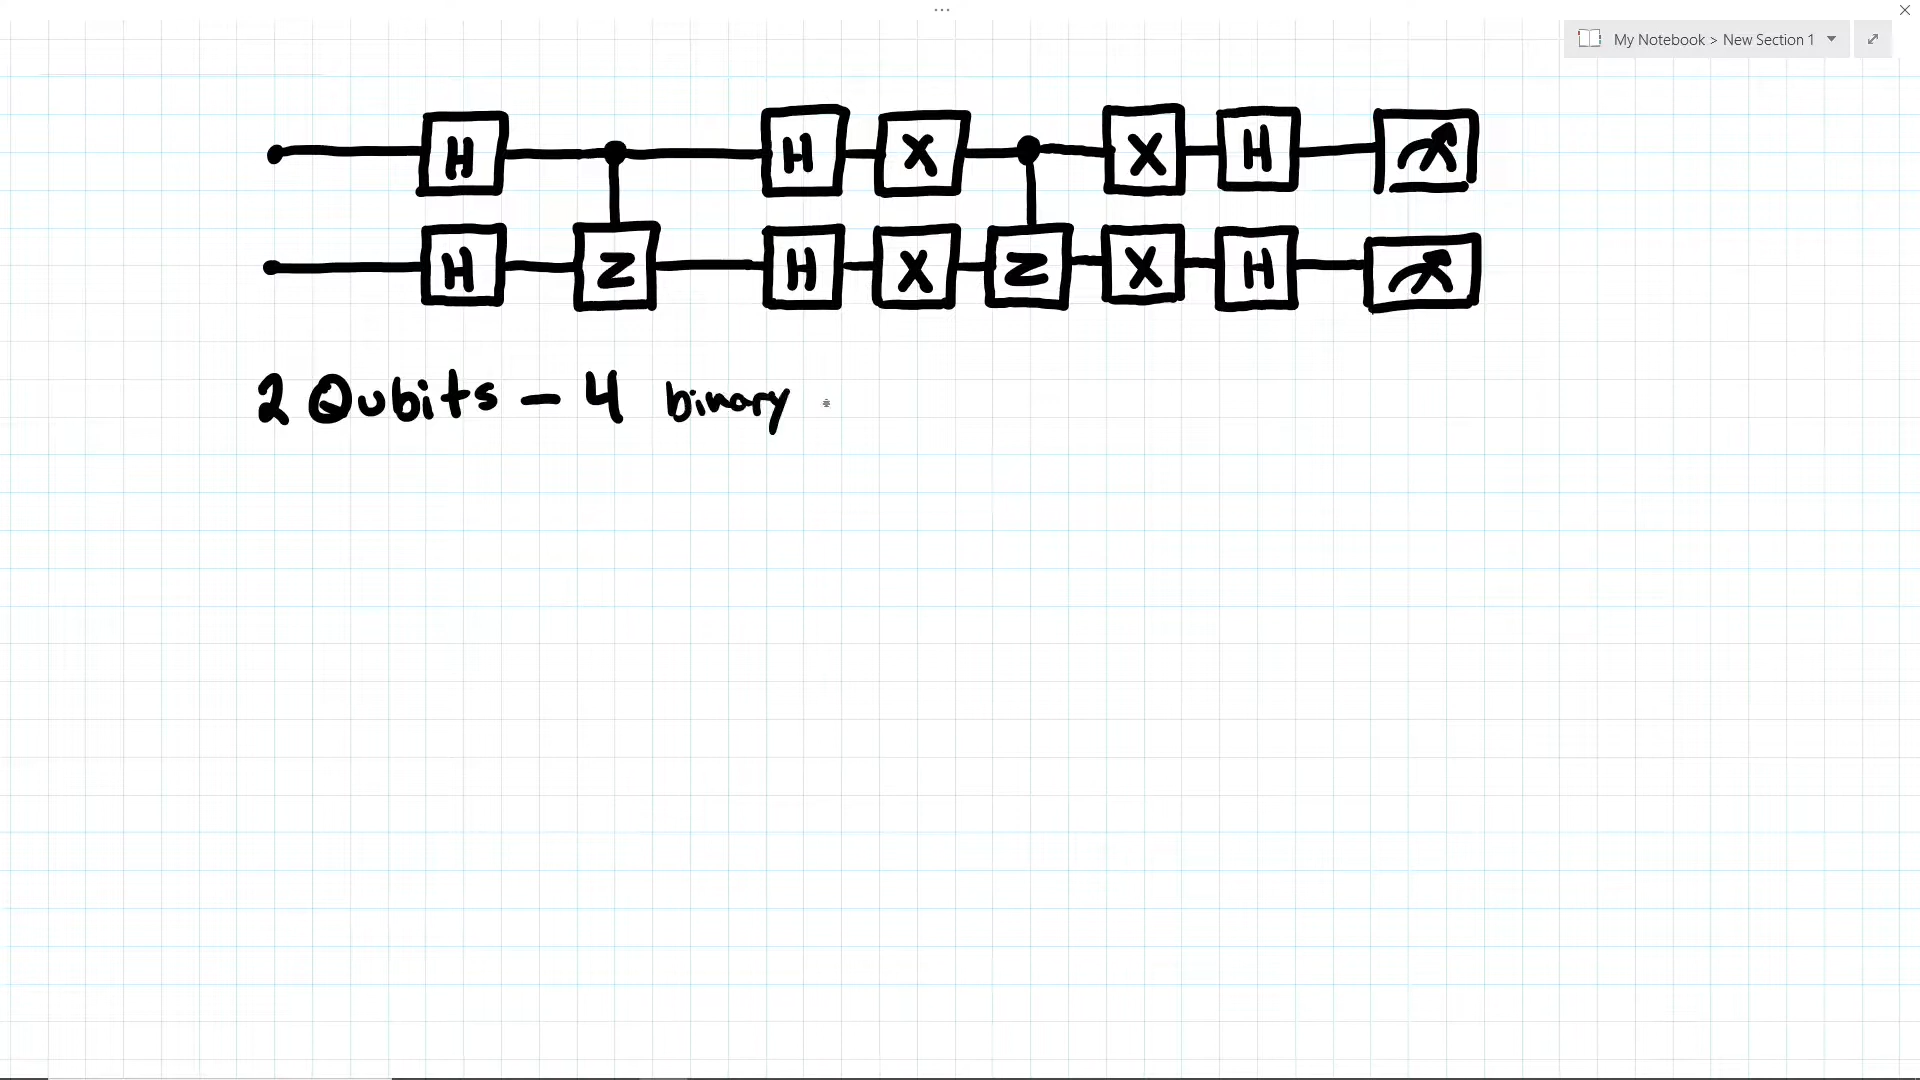 My Notebook > New Section 1
H H X X H
H Z H X Z X H
2 Qubits - 4 binary